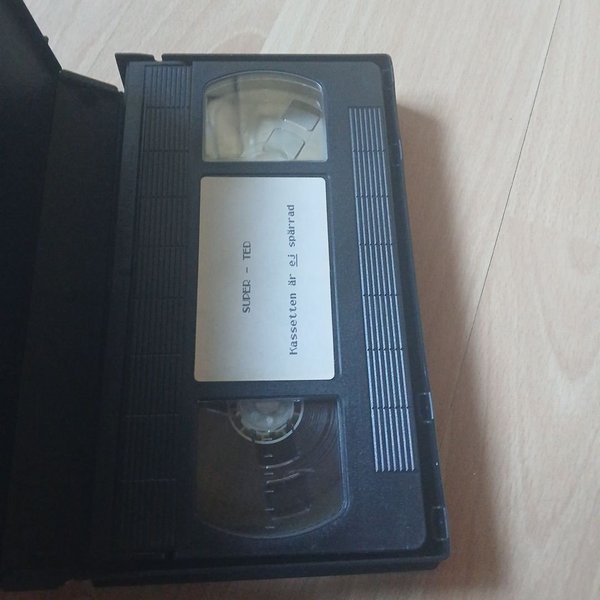 SUPER - TED
Kassetten är ej spärrad